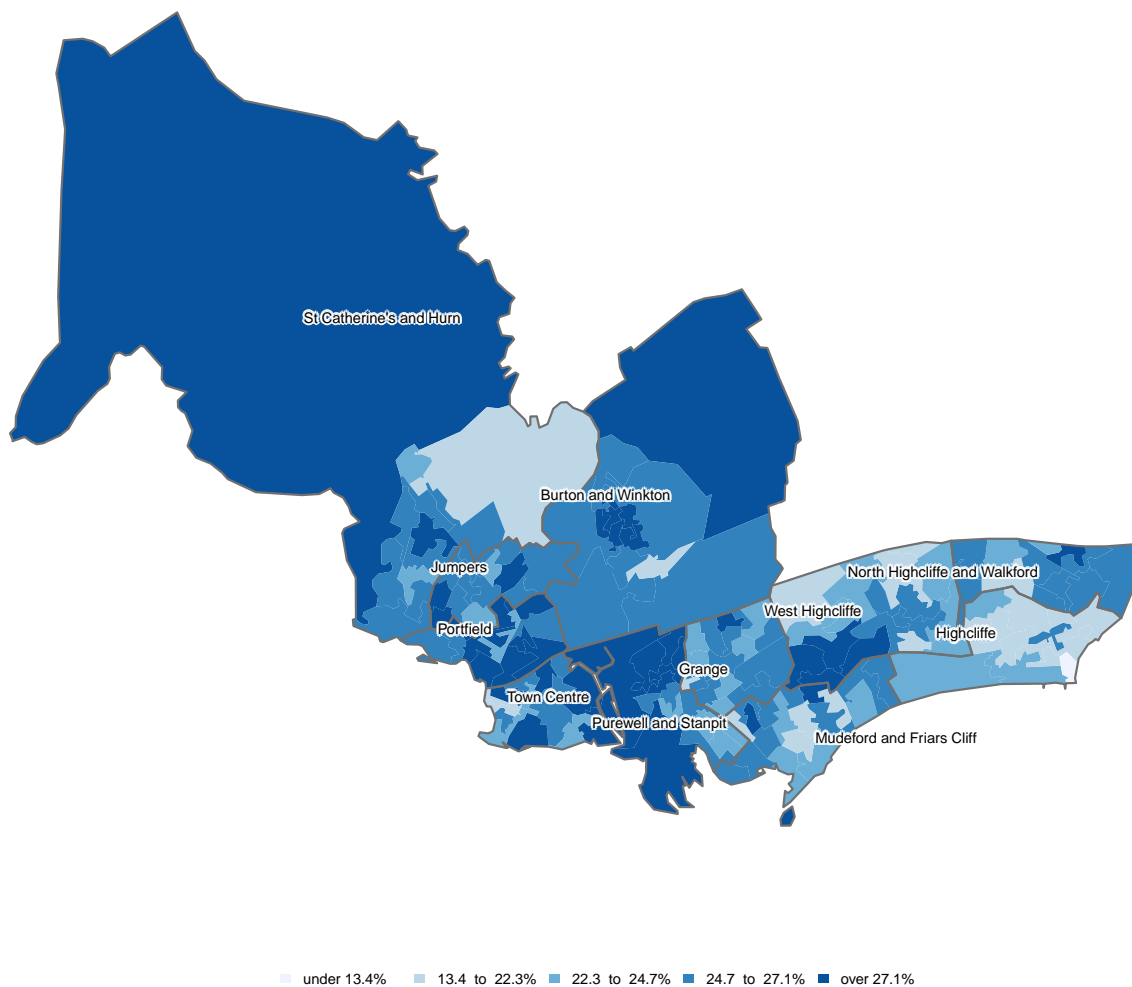 St Catherine's and Hurn
Burton and Winkton
Jumpers
North Highcliffe and Walkford
West Highcliffe
Portfield
Highcliffe
Grange
Town Centre
Purewell and Stanpit
Mudeford and Friars Cliff
under 13.4% 13.4 to 22.3% 22.3 to 24.7% 24.7 to 27.1% over 27.1%